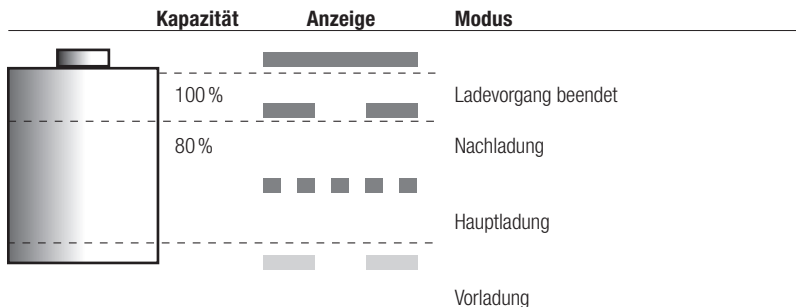 Kapazität Anzeige Modus
100 % Ladevorgang beendet
80 % Nachladung
Hauptladung
Vorladung